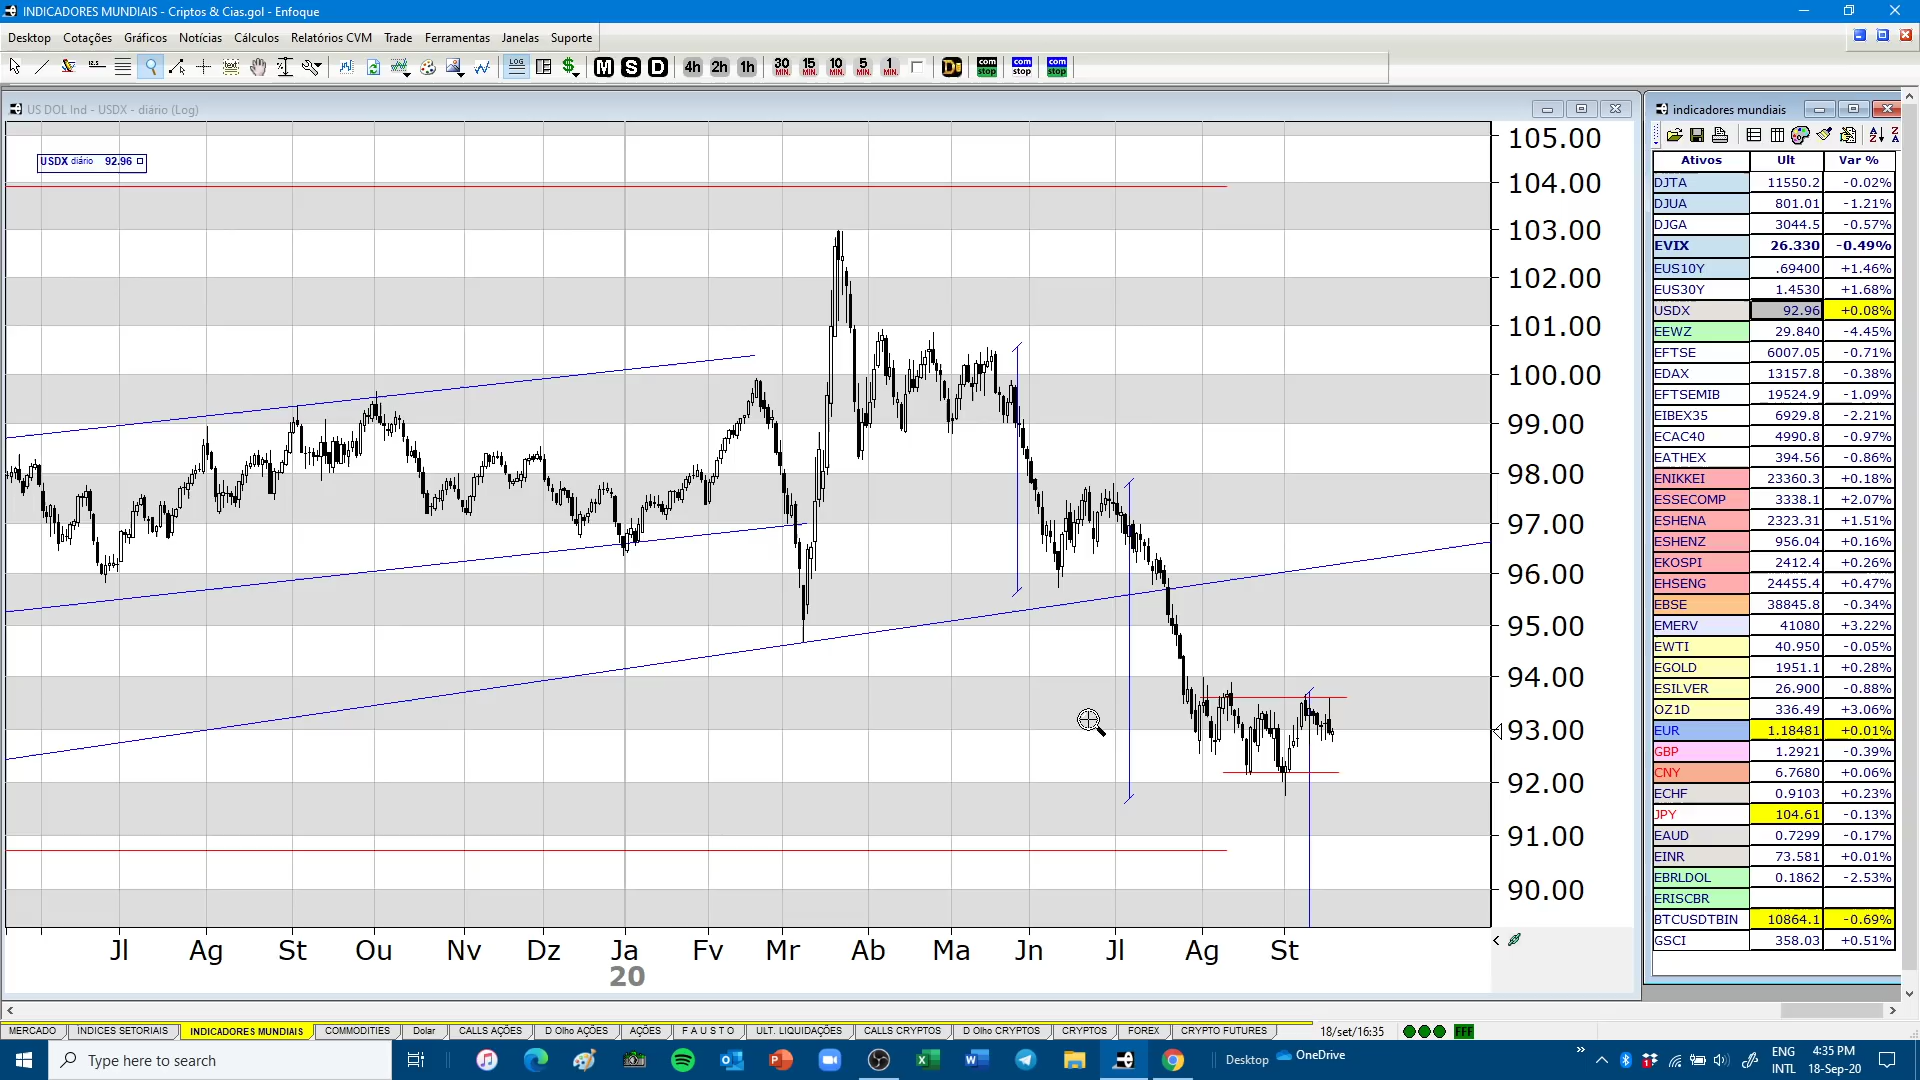 INDICADORES MUNDIAIS - Criptos & Cias.gol - Enfoque
Desktop Cotações Gráficos Notícias Cálculos Relatórios CVM Trade Ferramentas Janelas Suporte
LOG M S D 4h 2h 1h 30 MIN. 15 MIN. 10 MIN. 5 MIN. 1 MIN. com stop com stop com stop
US DOL Ind - USDX - diário (Log)
USDX diário 92.96
105.00
104.00
103.00
102.00
101.00
100.00
99.00
98.00
97.00
96.00
95.00
94.00
93.00
92.00
91.00
90.00
Jl Ag St Ou Nv Dz Ja Fv Mr Ab Ma Jn Jl Ag St
20
indicadores mundiais
Ativos Ult Var %
DJTA 11550.2 -0.02%
DJUA 801.01 -1.21%
DJGA 3044.5 -0.57%
EVIX 26.330 -0.49%
EUS10Y .69400 +1.46%
EUS30Y 1.4530 +1.68%
USDX 92.96 +0.08%
EEWZ 29.840 -4.45%
EFTSE 6007.05 -0.71%
EDAX 13157.8 -0.38%
EFTSEMIB 19524.9 -1.09%
EIBEX35 6929.8 -2.21%
ECAC40 4990.8 -0.97%
EATHEX 394.56 -0.86%
ENIKKEI 23360.3 +0.18%
ESSECOMP 3338.1 +2.07%
ESHENA 2323.31 +1.51%
ESHENZ 956.04 +0.16%
EKOSPI 2412.4 +0.26%
EHSENG 24455.4 +0.47%
EBSE 38845.8 -0.34%
EMERV 41080 +3.22%
EWTI 40.950 -0.05%
EGOLD 1951.1 +0.28%
ESILVER 26.900 -0.88%
OZ1D 336.49 +3.06%
EUR 1.18481 +0.01%
GBP 1.2921 -0.39%
CNY 6.7680 +0.06%
ECHF 0.9103 +0.23%
JPY 104.61 -0.13%
EAUD 0.7299 -0.17%
EINR 73.581 +0.01%
EBRLDOL 0.1862 -2.53%
ERISCBR
BTCUSDTBIN 10864.1 -0.69%
GSCI 358.03 +0.51%
MERCADO ÍNDICES SETORIAIS INDICADORES MUNDIAIS COMMODITIES Dolar CALLS AÇÕES D Olho AÇÕES AÇÕES F A U S T O ULT. LIQUIDAÇÕES CALLS CRYPTOS D Olho CRYPTOS CRYPTOS FOREX CRYPTO FUTURES 18/set/16:35 FFF
Type here to search
Desktop OneDrive
ENG 4:35 PM
INTL 18-Sep-20